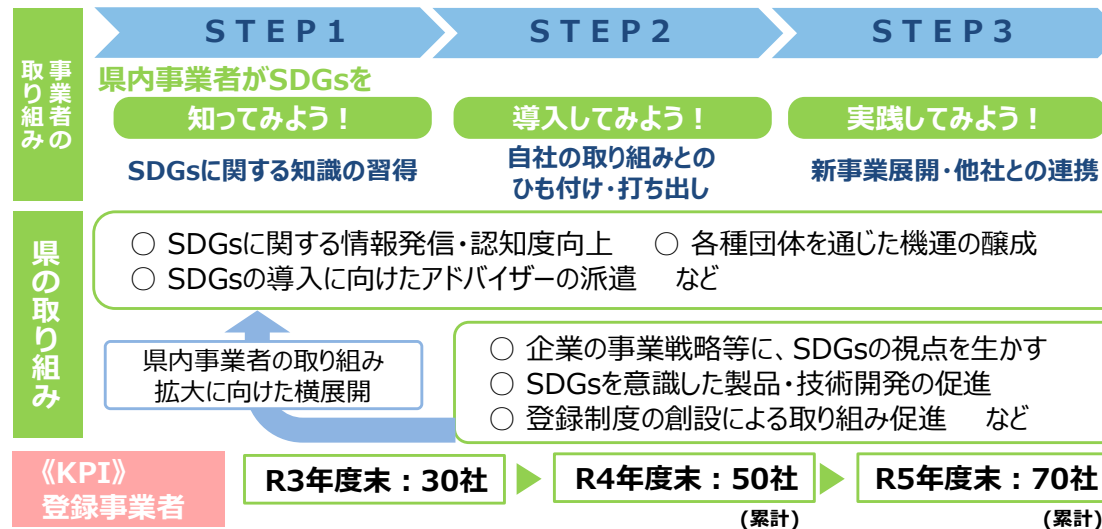 事業者の
取り組み
STEP1
STEP2
STEP3
県内事業者がSDGsを
知ってみよう！
導入してみよう！
実践してみよう！
SDGsに関する知識の習得
自社の取り組みとの
ひも付け・打ち出し
新事業展開・他社との連携
県の取り組み
○ SDGsに関する情報発信・認知度向上　○ 各種団体を通じた機運の醸成
○ SDGsの導入に向けたアドバイザーの派遣　など
県内事業者の取り組み
拡大に向けた横展開
○ 企業の事業戦略等に、SDGsの視点を生かす
○ SDGsを意識した製品・技術開発の促進
○ 登録制度の創設による取り組み促進　など
《KPI》
登録事業者
R3年度末：30社
R4年度末：50社
(累計)
R5年度末：70社
(累計)